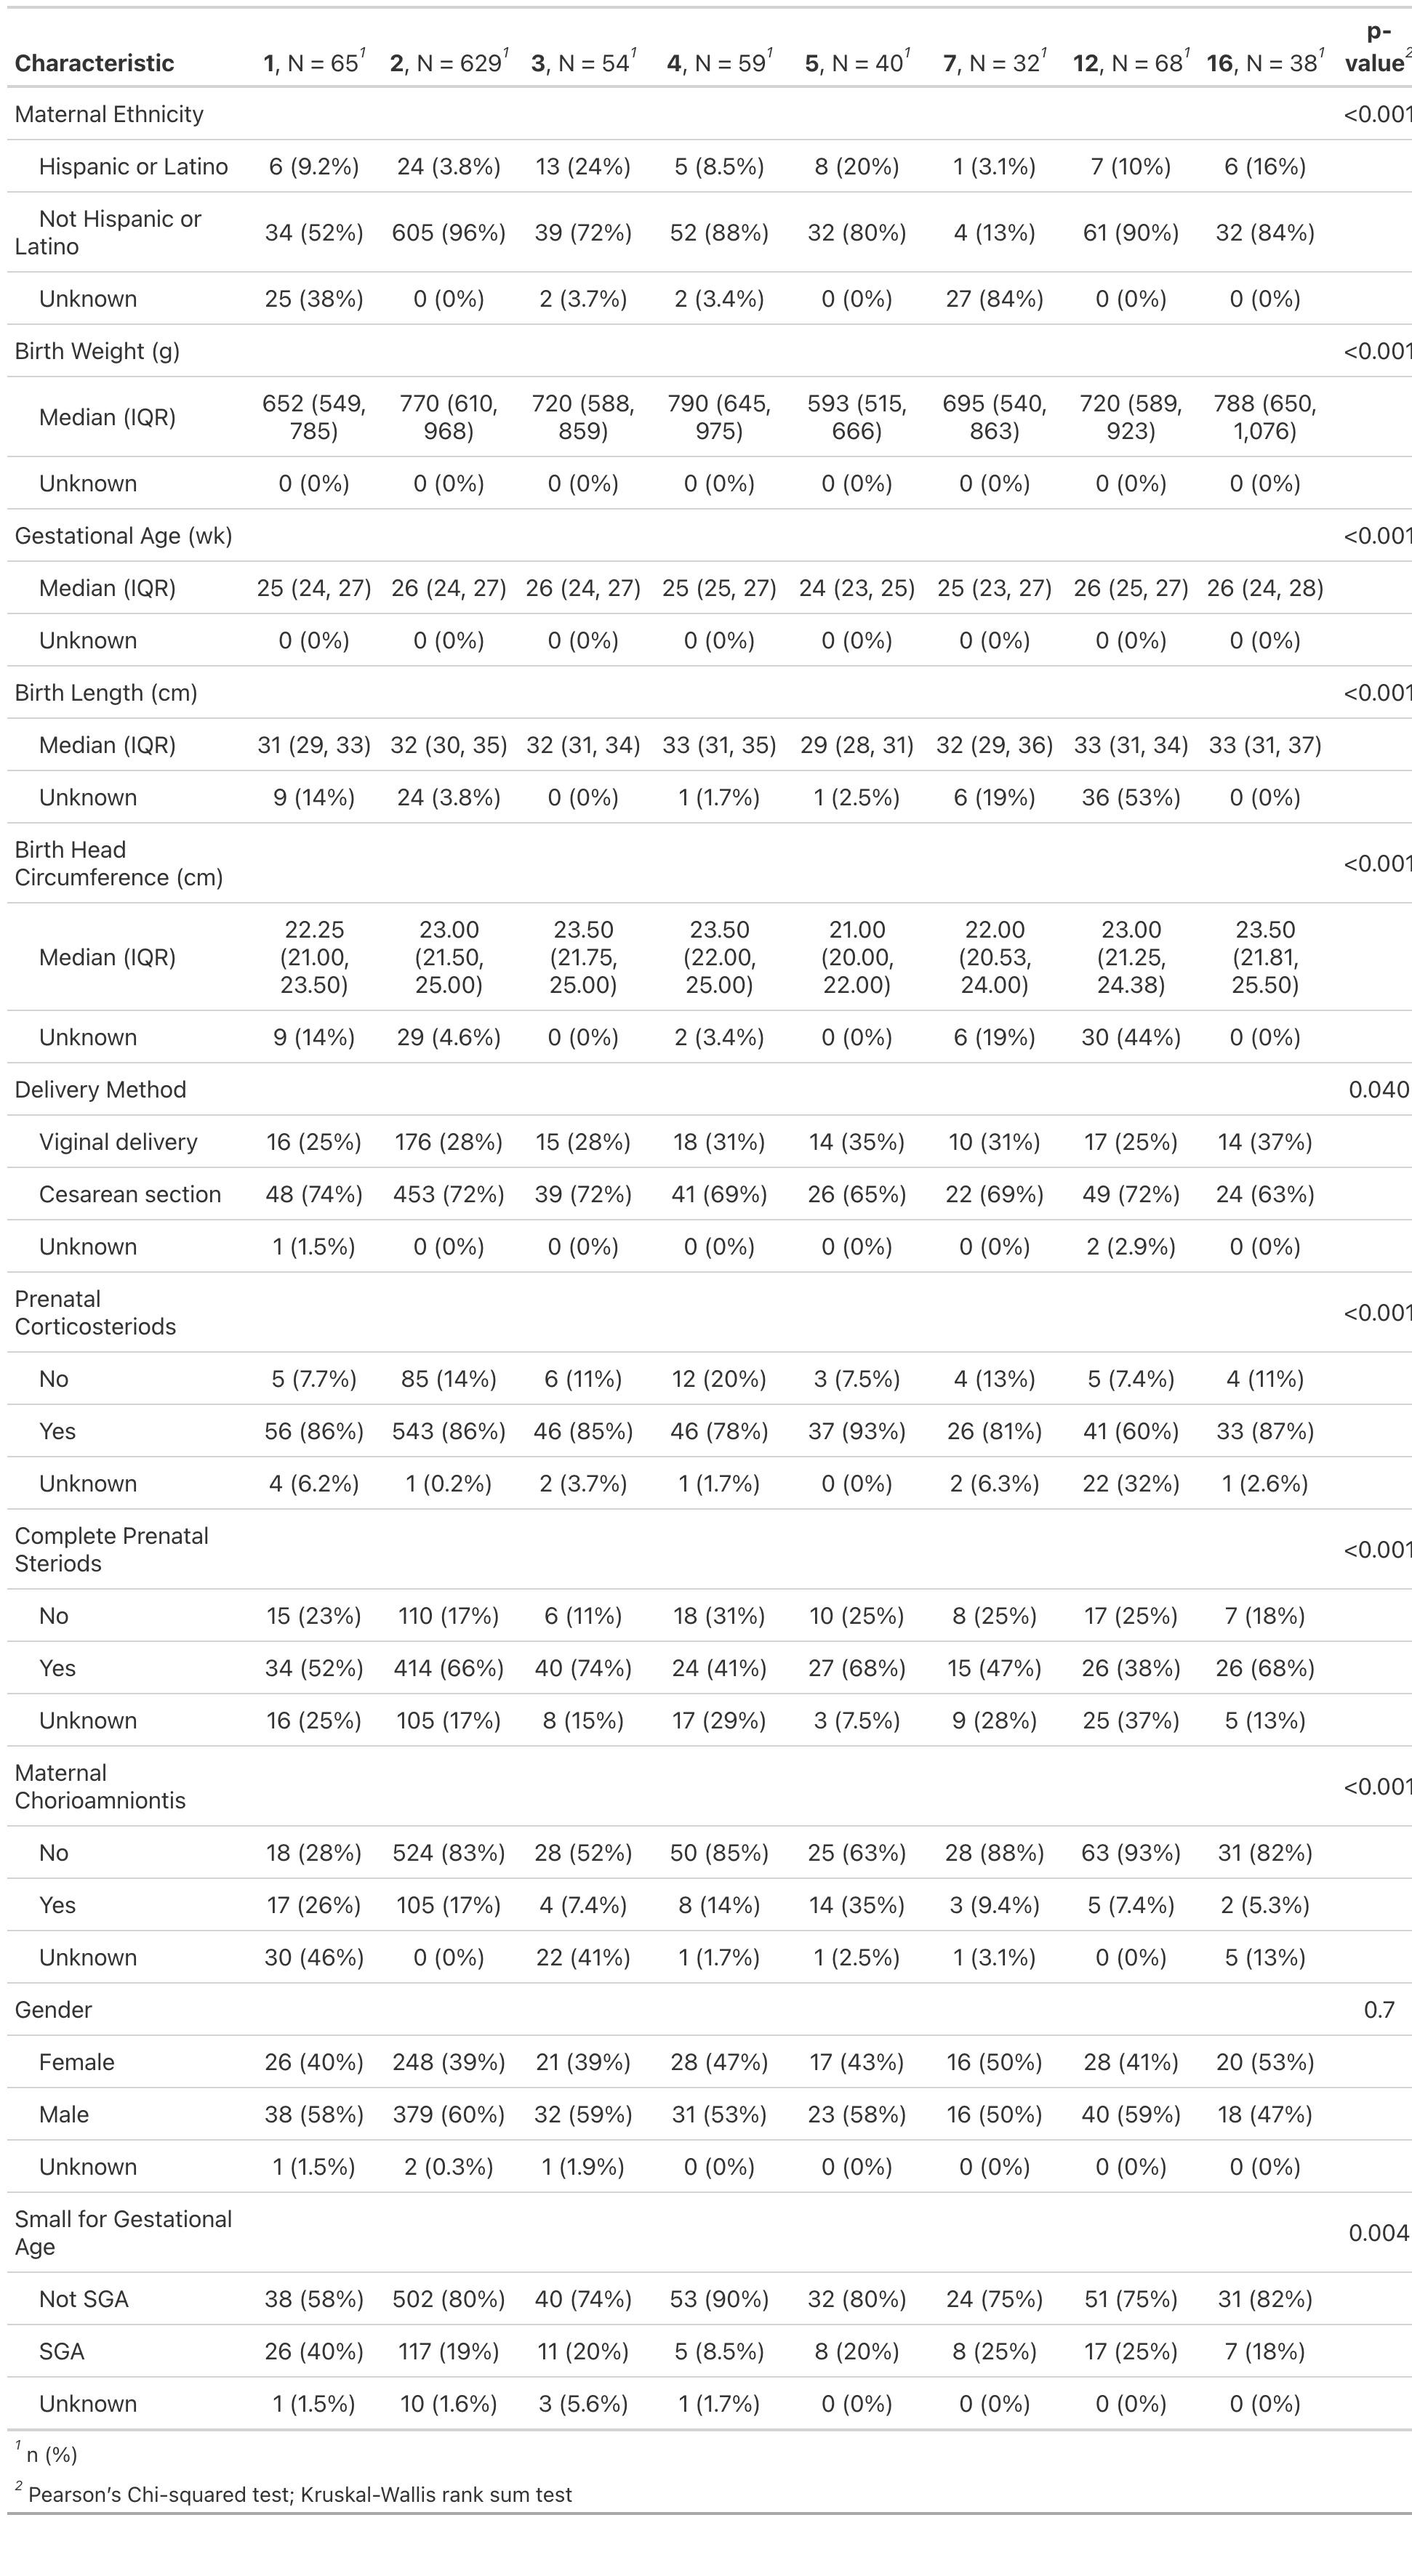 p-
Characteristic 1, N = 65¹ 2, N = 629¹ 3, N = 54¹ 4, N = 59¹ 5, N = 40¹ 7, N = 32¹ 12, N = 68¹ 16, N = 38¹ value²
Maternal Ethnicity <0.001
Hispanic or Latino 6 (9.2%) 24 (3.8%) 13 (24%) 5 (8.5%) 8 (20%) 1 (3.1%) 7 (10%) 6 (16%)
Not Hispanic or
Latino 34 (52%) 605 (96%) 39 (72%) 52 (88%) 32 (80%) 4 (13%) 61 (90%) 32 (84%)
Unknown 25 (38%) 0 (0%) 2 (3.7%) 2 (3.4%) 0 (0%) 27 (84%) 0 (0%) 0 (0%)
Birth Weight (g) <0.001
Median (IQR) 652 (549, 770 (610, 720 (588, 790 (645, 593 (515, 695 (540, 720 (589, 788 (650,
785) 968) 859) 975) 666) 863) 923) 1,076)
Unknown 0 (0%) 0 (0%) 0 (0%) 0 (0%) 0 (0%) 0 (0%) 0 (0%) 0 (0%)
Gestational Age (wk) <0.001
Median (IQR) 25 (24, 27) 26 (24, 27) 26 (24, 27) 25 (25, 27) 24 (23, 25) 25 (23, 27) 26 (25, 27) 26 (24, 28)
Unknown 0 (0%) 0 (0%) 0 (0%) 0 (0%) 0 (0%) 0 (0%) 0 (0%) 0 (0%)
Birth Length (cm) <0.001
Median (IQR) 31 (29, 33) 32 (30, 35) 32 (31, 34) 33 (31, 35) 29 (28, 31) 32 (29, 36) 33 (31, 34) 33 (31, 37)
Unknown 9 (14%) 24 (3.8%) 0 (0%) 1 (1.7%) 1 (2.5%) 6 (19%) 36 (53%) 0 (0%)
Birth Head
Circumference (cm) <0.001
22.25 23.00 23.50 23.50 21.00 22.00 23.00 23.50
Median (IQR) (21.00, (21.50, (21.75, (22.00, (20.00, (20.53, (21.25, (21.81,
23.50) 25.00) 25.00) 25.00) 22.00) 24.00) 24.38) 25.50)
Unknown 9 (14%) 29 (4.6%) 0 (0%) 2 (3.4%) 0 (0%) 6 (19%) 30 (44%) 0 (0%)
Delivery Method 0.040
Viginal delivery 16 (25%) 176 (28%) 15 (28%) 18 (31%) 14 (35%) 10 (31%) 17 (25%) 14 (37%)
Cesarean section 48 (74%) 453 (72%) 39 (72%) 41 (69%) 26 (65%) 22 (69%) 49 (72%) 24 (63%)
Unknown 1 (1.5%) 0 (0%) 0 (0%) 0 (0%) 0 (0%) 0 (0%) 2 (2.9%) 0 (0%)
Prenatal
Corticosteriods <0.001
No 5 (7.7%) 85 (14%) 6 (11%) 12 (20%) 3 (7.5%) 4 (13%) 5 (7.4%) 4 (11%)
Yes 56 (86%) 543 (86%) 46 (85%) 46 (78%) 37 (93%) 26 (81%) 41 (60%) 33 (87%)
Unknown 4 (6.2%) 1 (0.2%) 2 (3.7%) 1 (1.7%) 0 (0%) 2 (6.3%) 22 (32%) 1 (2.6%)
Complete Prenatal
Steriods <0.001
No 15 (23%) 110 (17%) 6 (11%) 18 (31%) 10 (25%) 8 (25%) 17 (25%) 7 (18%)
Yes 34 (52%) 414 (66%) 40 (74%) 24 (41%) 27 (68%) 15 (47%) 26 (38%) 26 (68%)
Unknown 16 (25%) 105 (17%) 8 (15%) 17 (29%) 3 (7.5%) 9 (28%) 25 (37%) 5 (13%)
Maternal
Chorioamniontis <0.001
No 18 (28%) 524 (83%) 28 (52%) 50 (85%) 25 (63%) 28 (88%) 63 (93%) 31 (82%)
Yes 17 (26%) 105 (17%) 4 (7.4%) 8 (14%) 14 (35%) 3 (9.4%) 5 (7.4%) 2 (5.3%)
Unknown 30 (46%) 0 (0%) 22 (41%) 1 (1.7%) 1 (2.5%) 1 (3.1%) 0 (0%) 5 (13%)
Gender 0.7
Female 26 (40%) 248 (39%) 21 (39%) 28 (47%) 17 (43%) 16 (50%) 28 (41%) 20 (53%)
Male 38 (58%) 379 (60%) 32 (59%) 31 (53%) 23 (58%) 16 (50%) 40 (59%) 18 (47%)
Unknown 1 (1.5%) 2 (0.3%) 1 (1.9%) 0 (0%) 0 (0%) 0 (0%) 0 (0%) 0 (0%)
Small for Gestational
Age 0.004
Not SGA 38 (58%) 502 (80%) 40 (74%) 53 (90%) 32 (80%) 24 (75%) 51 (75%) 31 (82%)
SGA 26 (40%) 117 (19%) 11 (20%) 5 (8.5%) 8 (20%) 8 (25%) 17 (25%) 7 (18%)
Unknown 1 (1.5%) 10 (1.6%) 3 (5.6%) 1 (1.7%) 0 (0%) 0 (0%) 0 (0%) 0 (0%)
¹ n (%)
² Pearson's Chi-squared test; Kruskal-Wallis rank sum test